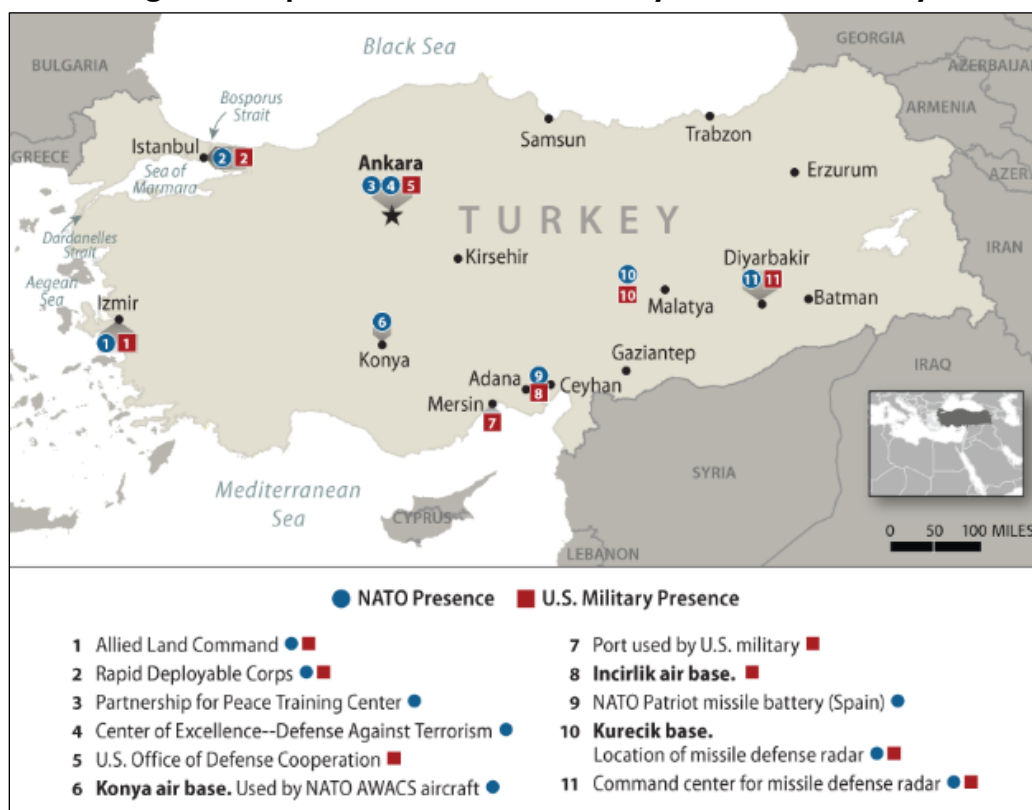 Black Sea
GEORGIA
BULGARIA
AZERBAIJAN
ARMENIA
Bosporus
Strait
Samsun
Trabzon
Istanbul
2 2
GREECE
Sea of
Marmara
Ankara
3 4 5
Erzurum
AZER
TURKEY
Dardanelles
Strait
IRAN
Aegean
Sea
Kirsehir
Diyarbakir
10
10
11 11
Malatya
Batman
Izmir
1 1
6
Konya
Gaziantep
IRAQ
Adana
9
8
Ceyhan
Mersin
7
SYRIA
Mediterranean
Sea
CYPRUS
LEBANON
0 50 100 MILES
NATO Presence U.S. Military Presence
1 Allied Land Command
2 Rapid Deployable Corps
3 Partnership for Peace Training Center
4 Center of Excellence--Defense Against Terrorism
5 U.S. Office of Defense Cooperation
6 Konya air base. Used by NATO AWACS aircraft
7 Port used by U.S. military
8 Incirlik air base.
9 NATO Patriot missile battery (Spain)
10 Kurecik base.
Location of missile defense radar
11 Command center for missile defense radar